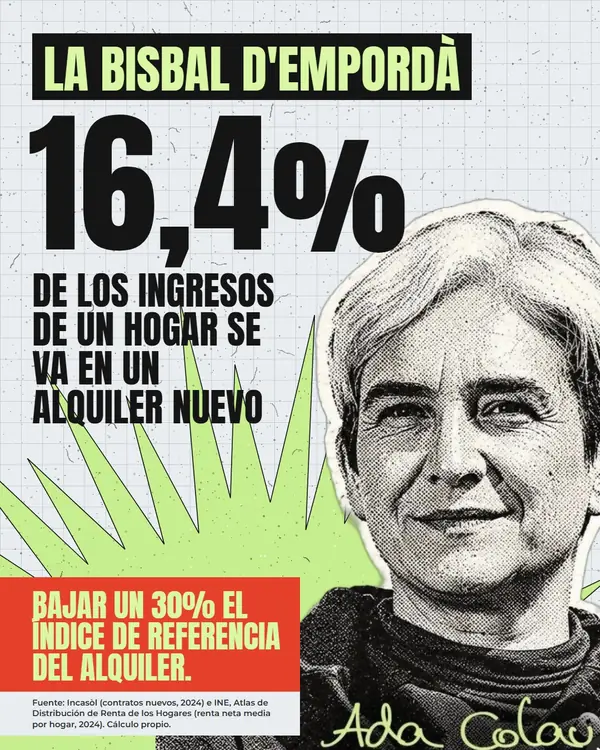 LA BISBAL D'EMPORDÀ
16,4%
DE LOS INGRESOS
DE UN HOGAR SE
VA EN UN
ALQUILER NUEVO
BAJAR UN 30% EL
ÍNDICE DE REFERENCIA
DEL ALQUILER.
Fuente: Incasòl (contratos nuevos, 2024) e INE, Atlas de
Distribución de Renta de los Hogares (renta neta media
por hogar, 2024). Cálculo propio.
Ada Colau